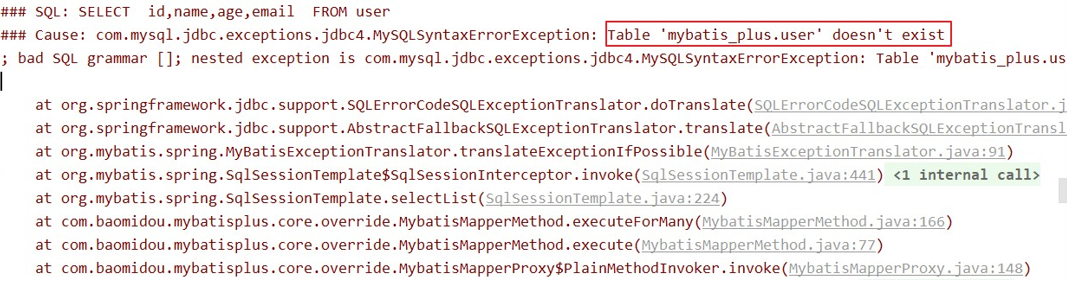 ### SQL: SELECT  id,name,age,email  FROM user
### Cause: com.mysql.jdbc.exceptions.jdbc4.MySQLSyntaxErrorException: Table 'mybatis_plus.user' doesn't exist
; bad SQL grammar []; nested exception is com.mysql.jdbc.exceptions.jdbc4.MySQLSyntaxErrorException: Table 'mybatis_plus.us
at org.springframework.jdbc.support.SQLErrorCodeSQLExceptionTranslator.doTranslate(SQLErrorCodeSQLExceptionTranslator.j
at org.springframework.jdbc.support.AbstractFallbackSQLExceptionTranslator.translate(AbstractFallbackSQLExceptionTransl
at org.mybatis.spring.MyBatisExceptionTranslator.translateExceptionIfPossible(MyBatisExceptionTranslator.java:91)
at org.mybatis.spring.SqlSessionTemplate$SqlSessionInterceptor.invoke(SqlSessionTemplate.java:441) <1 internal call>
at org.mybatis.spring.SqlSessionTemplate.selectList(SqlSessionTemplate.java:224)
at com.baomidou.mybatisplus.core.override.MybatisMapperMethod.executeForMany(MybatisMapperMethod.java:166)
at com.baomidou.mybatisplus.core.override.MybatisMapperMethod.execute(MybatisMapperMethod.java:77)
at com.baomidou.mybatisplus.core.override.MybatisMapperProxy$PlainMethodInvoker.invoke(MybatisMapperProxy.java:148)